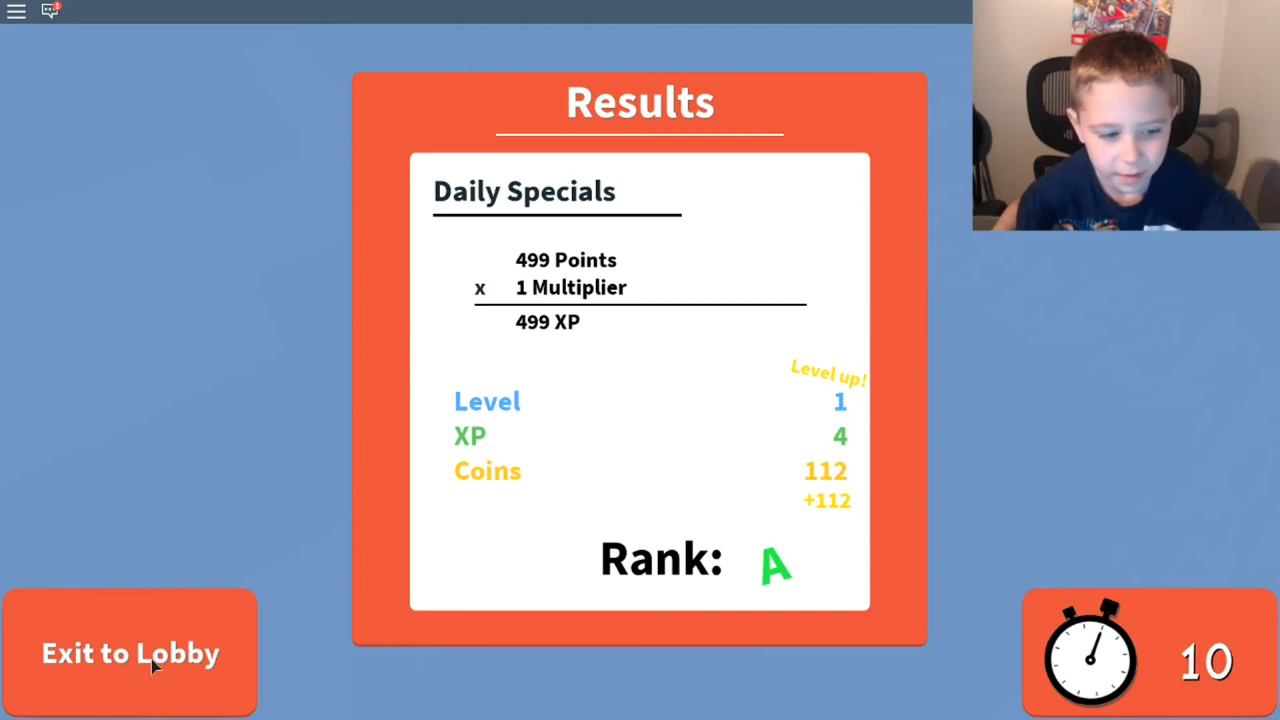 1
Results
Daily Specials
499 Points
x 1 Multiplier
499 XP
Level up!
Level 1
XP 4
Coins 112
+112
Rank: A
Exit to Lobby
10